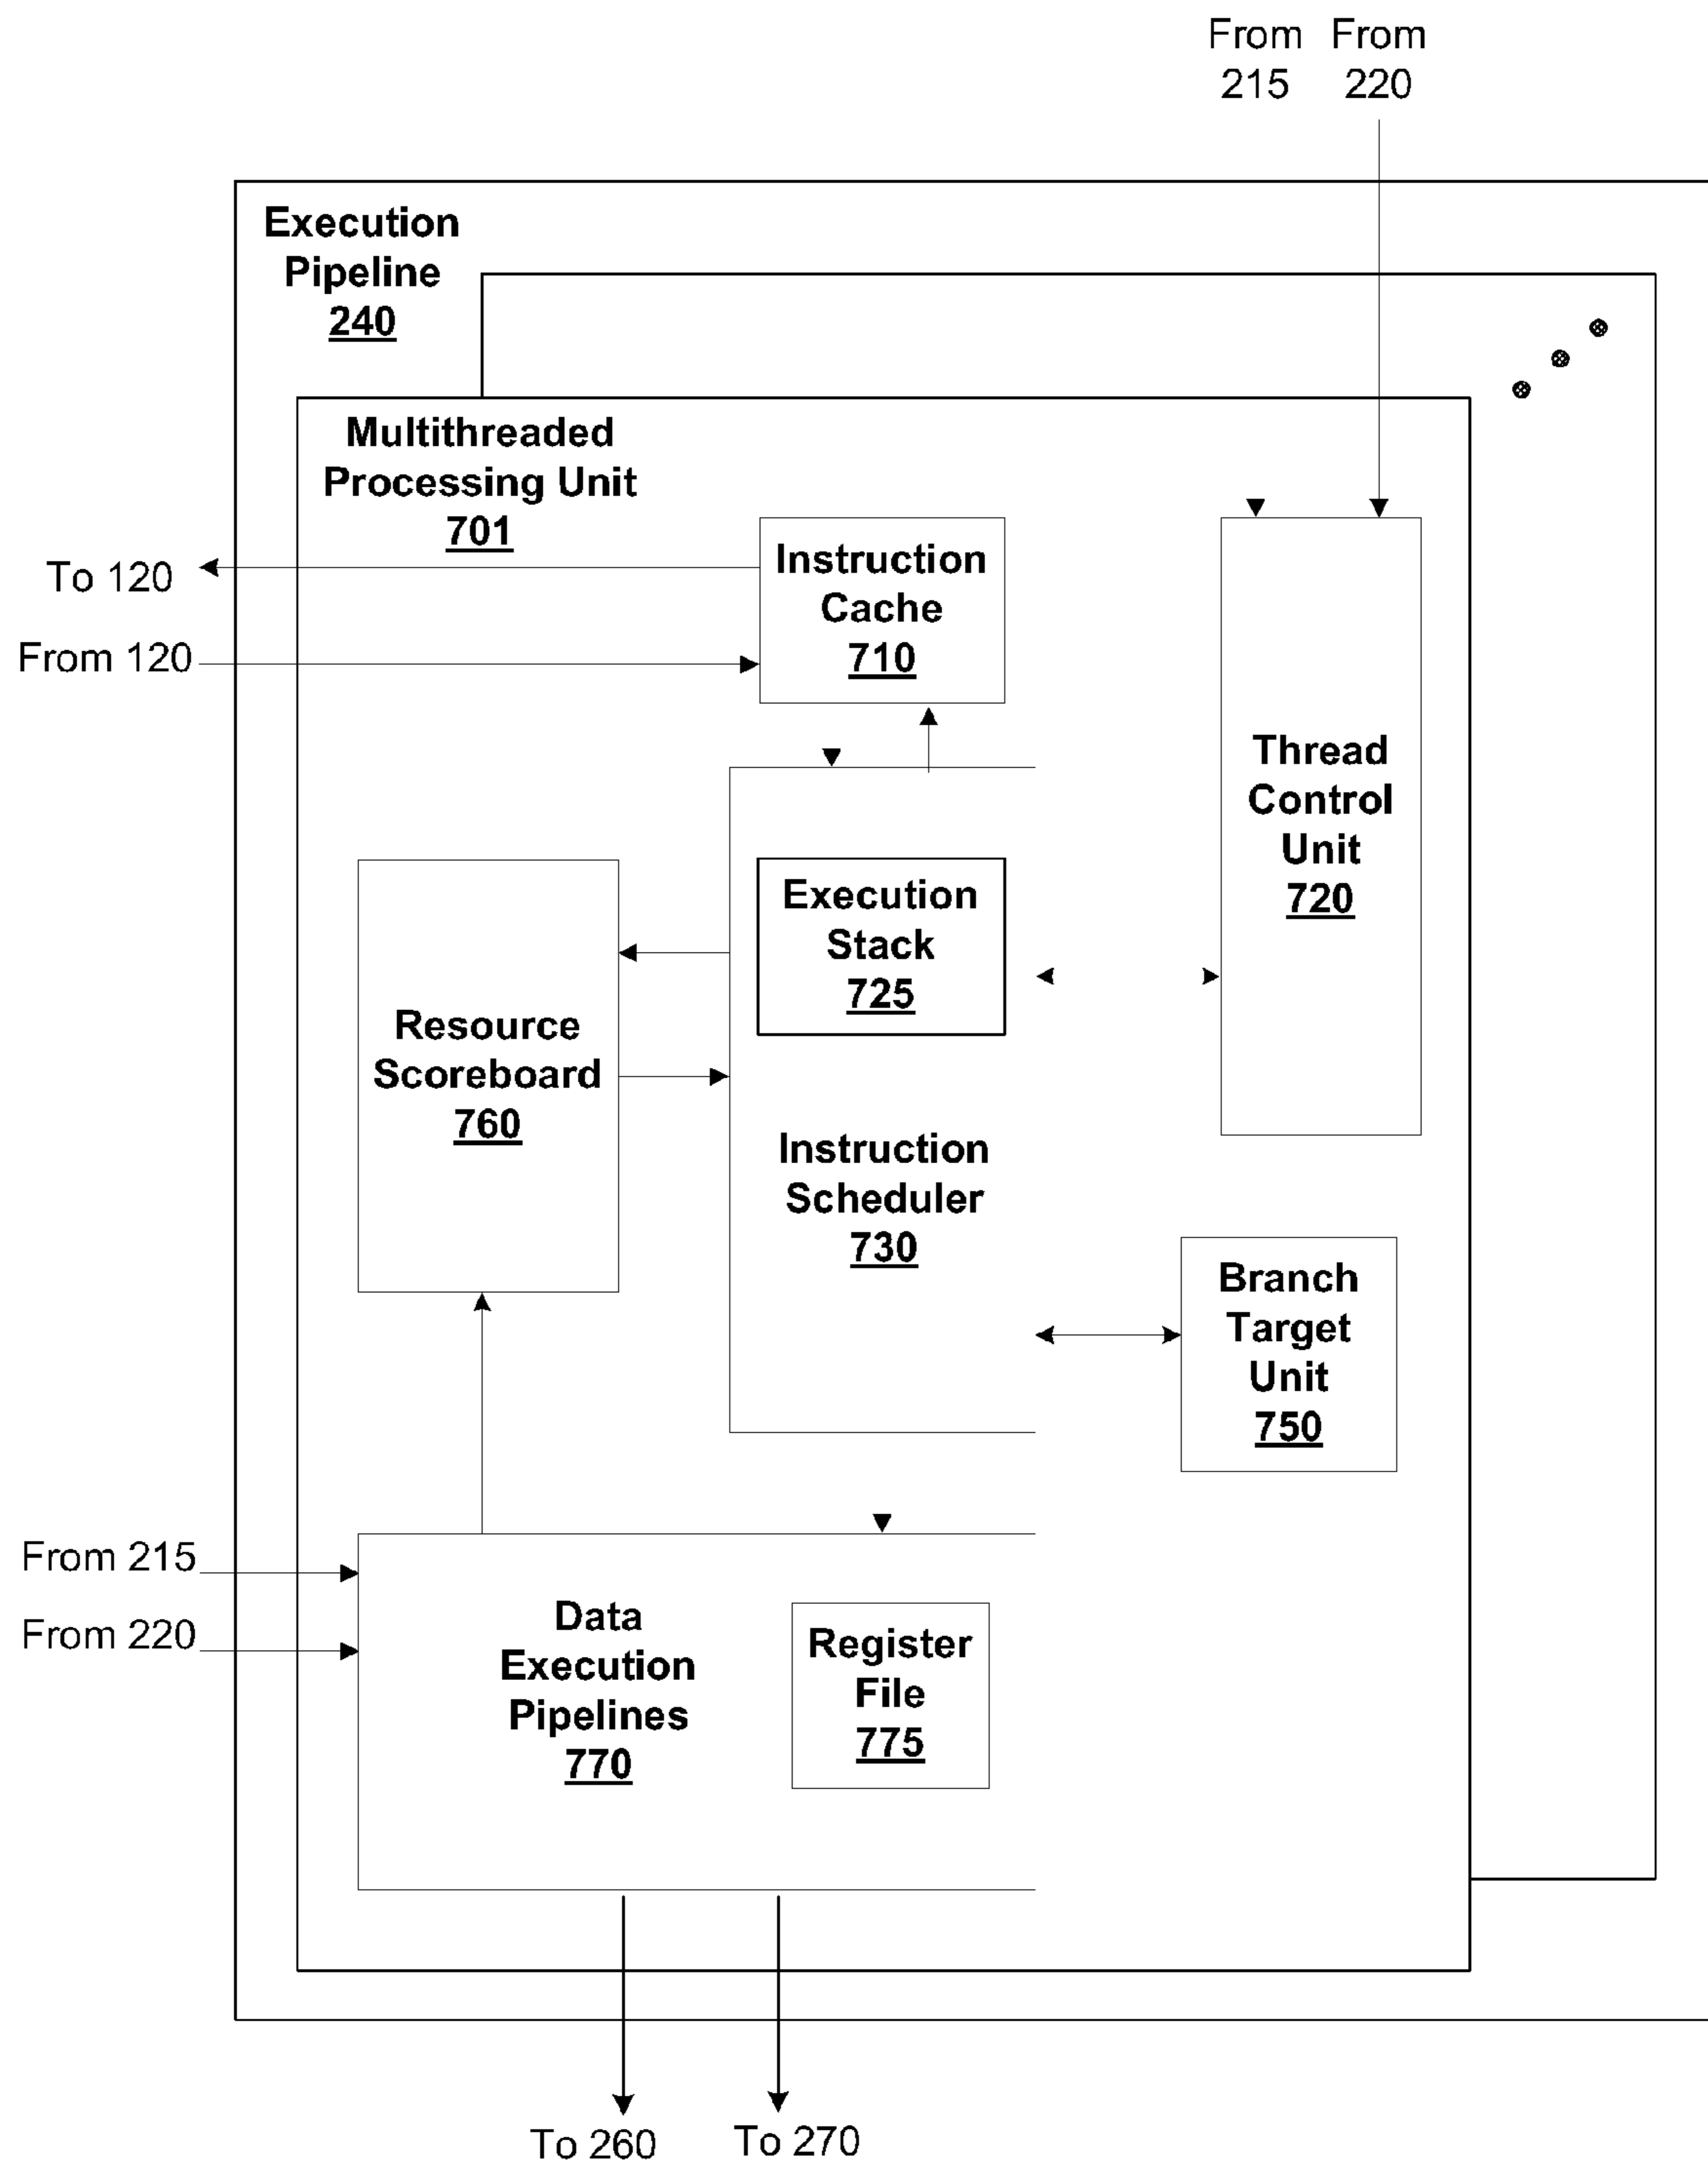 From From
215 220
Execution
Pipeline
240
Multithreaded
Processing Unit
701
To 120
From 120
Instruction
Cache
710
Thread
Control
Unit
720
Execution
Stack
725
Resource
Scoreboard
760
Instruction
Scheduler
730
Branch
Target
Unit
750
From 215
From 220
Data
Execution
Pipelines
770
Register
File
775
To 260 To 270